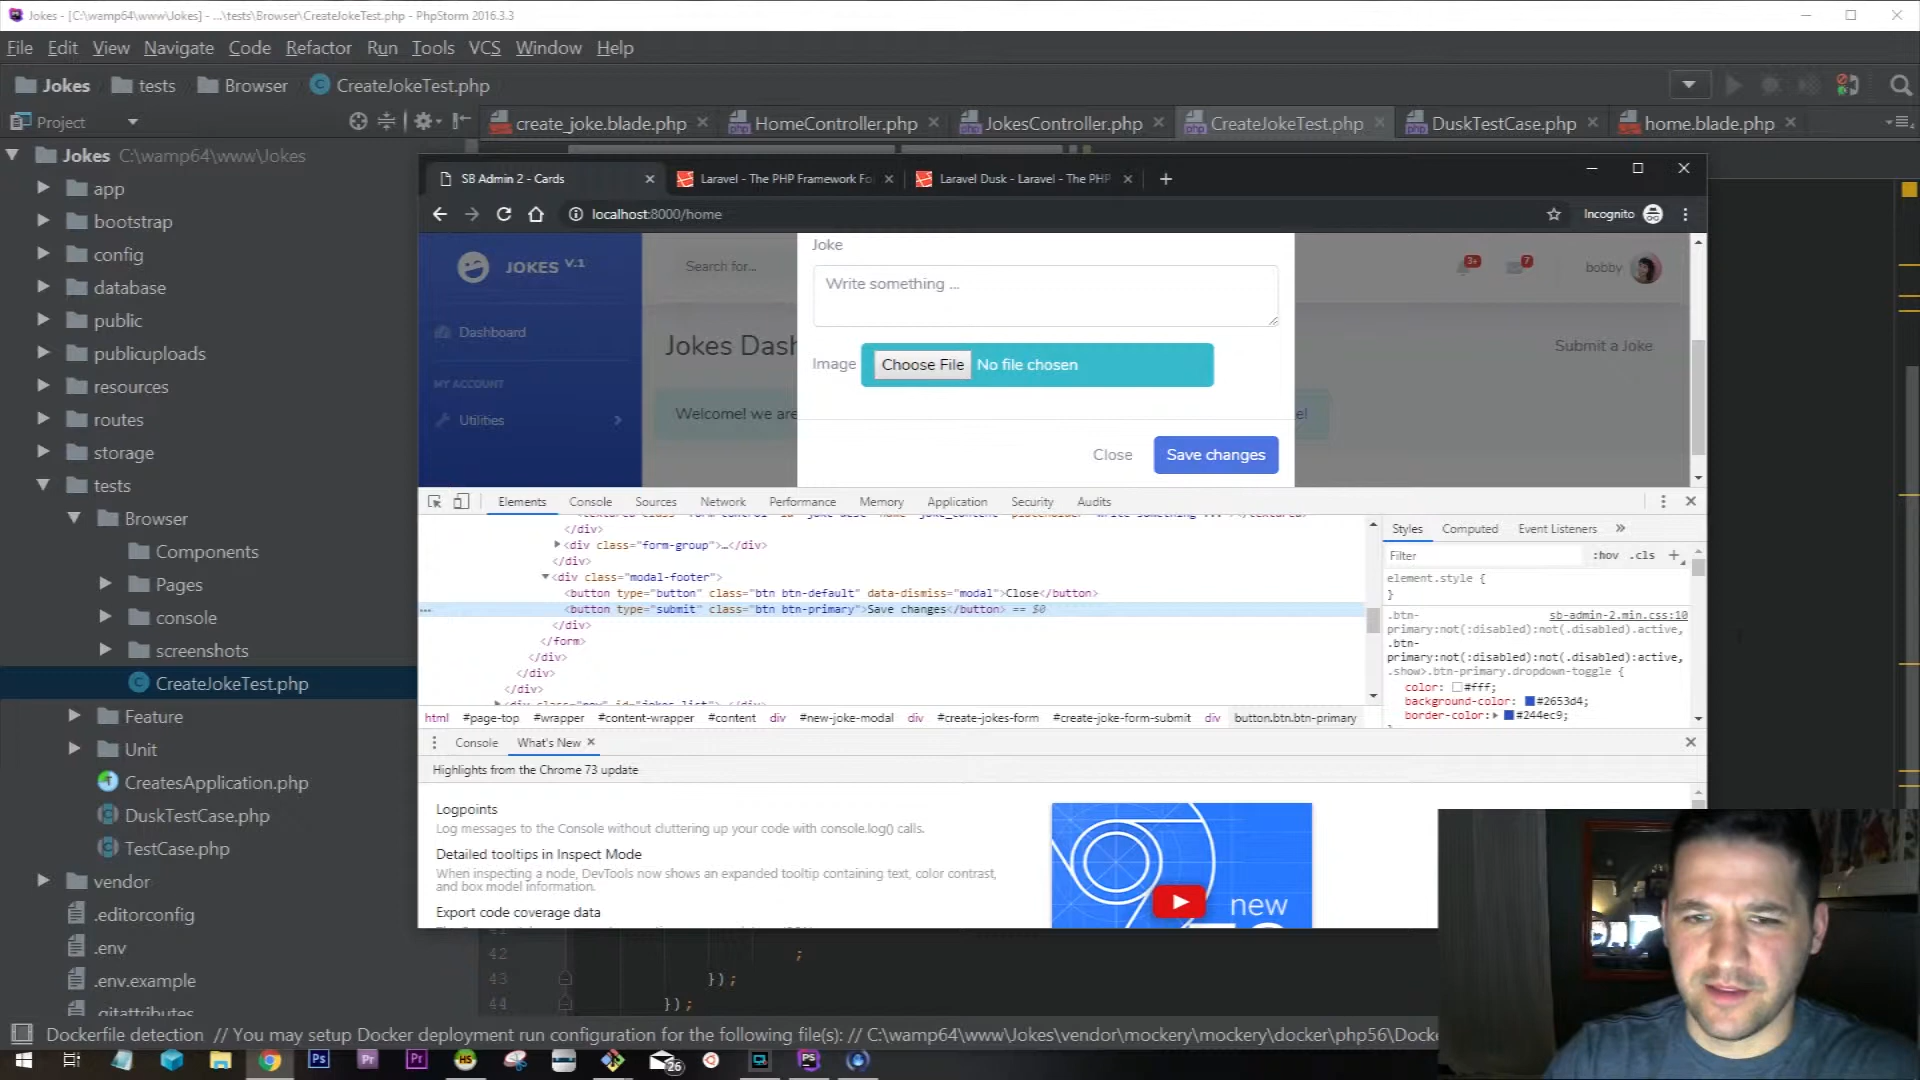 Jokes - [C:\wamp64\www\Jokes] - ...\tests\Browser\CreateJokeTest.php - PhpStorm 2016.3.3
File Edit View Navigate Code Refactor Run Tools VCS Window Help
Jokes tests Browser CreateJokeTest.php
Project
create_joke.blade.php HomeController.php JokesController.php CreateJokeTest.php DuskTestCase.php home.blade.php
Jokes C:\wamp64\www\Jokes
app
bootstrap
config
database
public
publicuploads
resources
routes
storage
tests
Browser
Components
Pages
console
screenshots
CreateJokeTest.php
Feature
Unit
CreatesApplication.php
DuskTestCase.php
TestCase.php
vendor
.editorconfig
.env
.env.example
.gitattributes
SB Admin 2 - Cards
Laravel - The PHP Framework Fo
Laravel Dusk - Laravel - The PHP
localhost:8000/home
Incognito
JOKES V.1
Search for...
3+
7
bobby
Dashboard
MY ACCOUNT
Utilities
Jokes Dash
Submit a Joke
Welcome! we are
e!
Joke
Write something ...
Image Choose File No file chosen
Close Save changes
Elements Console Sources Network Performance Memory Application Security Audits
</div>
<div class="form-group">…</div>
</div>
<div class="modal-footer">
<button type="button" class="btn btn-default" data-dismiss="modal">Close</button>
<button type="submit" class="btn btn-primary">Save changes</button> == $0
</div>
</form>
</div>
</div>
</div>
html #page-top #wrapper #content-wrapper #content div #new-joke-modal div #create-jokes-form #create-joke-form-submit div button.btn.btn-primary
Styles Computed Event Listeners »
Filter :hov .cls +
element.style {
}
.btn- sb-admin-2.min.css:10
primary:not(:disabled):not(.disabled).active,
.btn-
primary:not(:disabled):not(.disabled):active,
.show>.btn-primary.dropdown-toggle {
color: #fff;
background-color: #2653d4;
border-color: #244ec9;
Console What's New
Highlights from the Chrome 73 update
Logpoints
Log messages to the Console without cluttering up your code with console.log() calls.
Detailed tooltips in Inspect Mode
When inspecting a node, DevTools now shows an expanded tooltip containing text, color contrast,
and box model information.
Export code coverage data
new
42 ;
43 });
44 });
Dockerfile detection // You may setup Docker deployment run configuration for the following file(s): // C:\wamp64\www\Jokes\vendor\mockery\mockery\docker\php56\Docke
Ps Pr Pr HS 26 PS